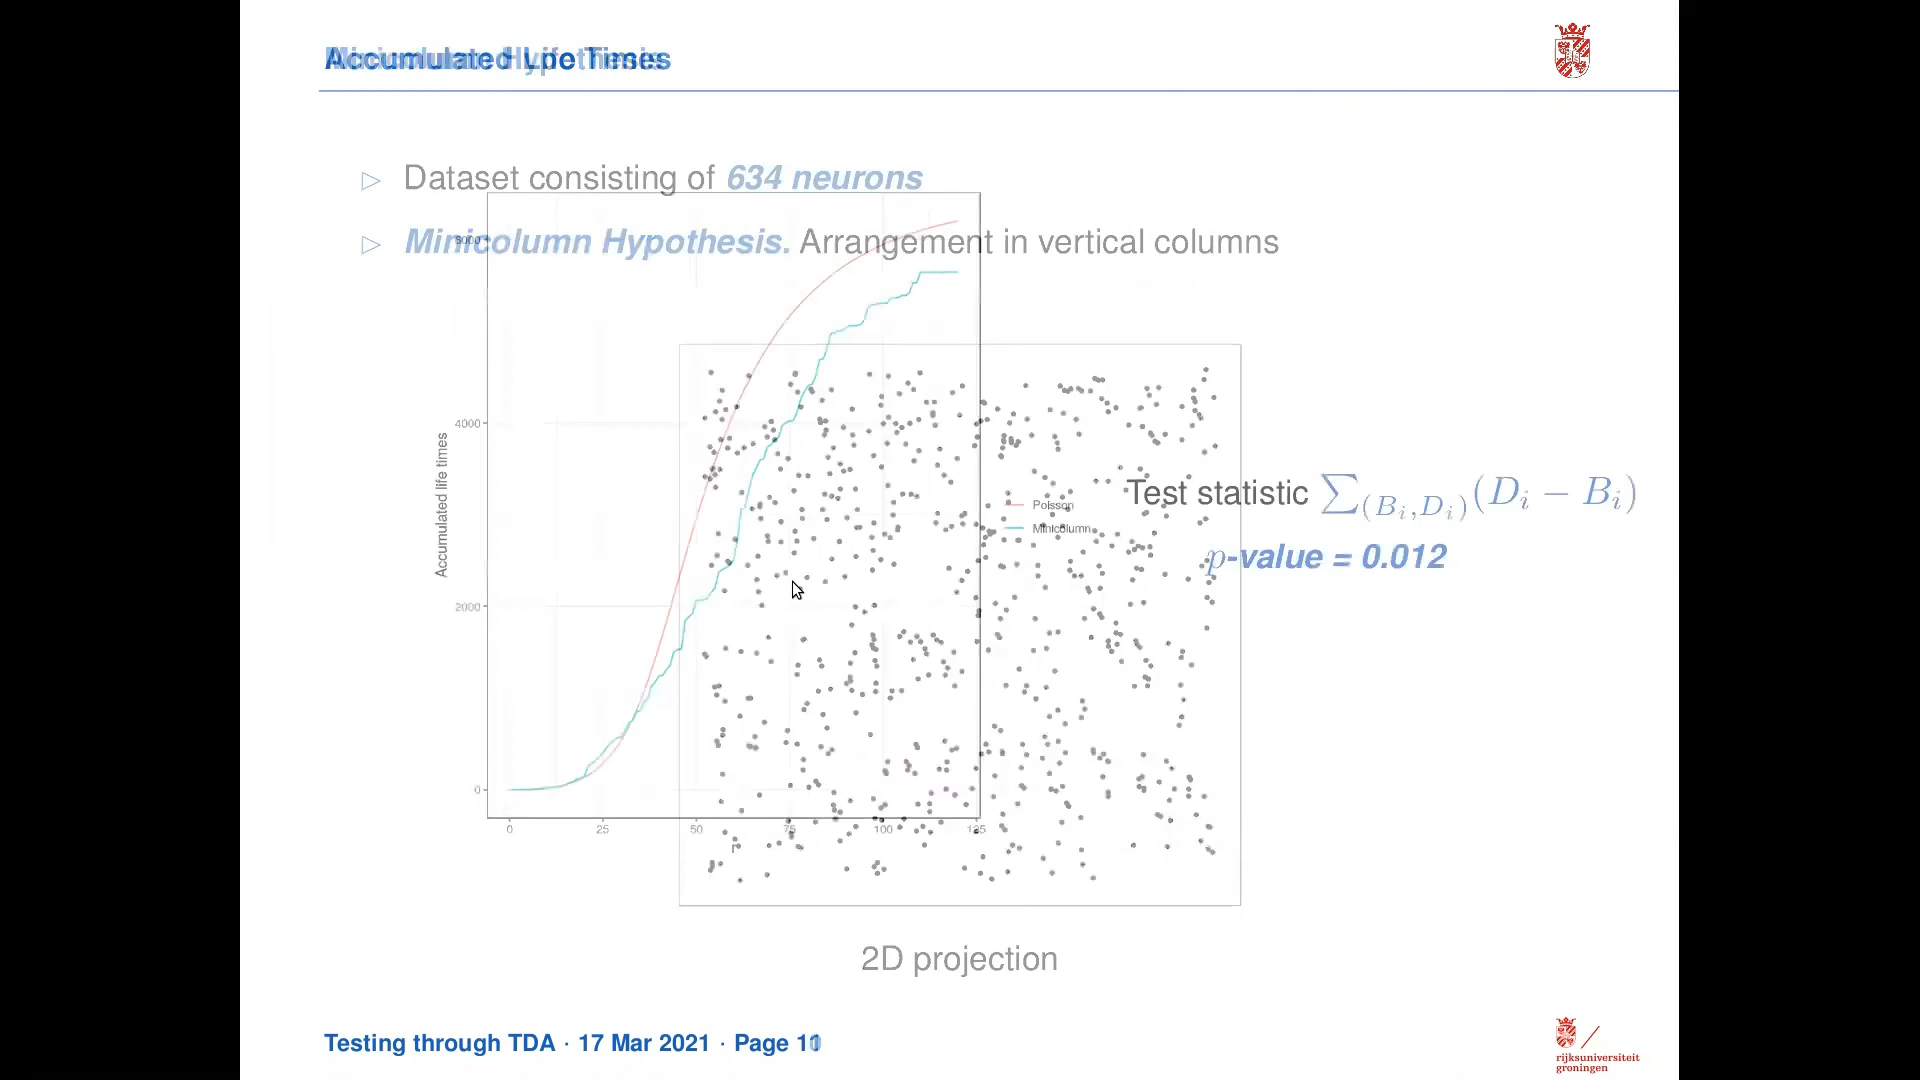 Accumulated Life Times
Minicolumn Hypothesis
▷ Dataset consisting of 634 neurons
▷ Minicolumn Hypothesis. Arrangement in vertical columns
Accumulated life times
6000
4000
2000
0
0 25 50 75 100 125
r
Poisson
Minicolumn
Test statistic ∑(Bᵢ,Dᵢ)(Dᵢ − Bᵢ)
p-value = 0.012
2D projection
Testing through TDA · 17 Mar 2021 · Page 1
rijksuniversiteit
groningen